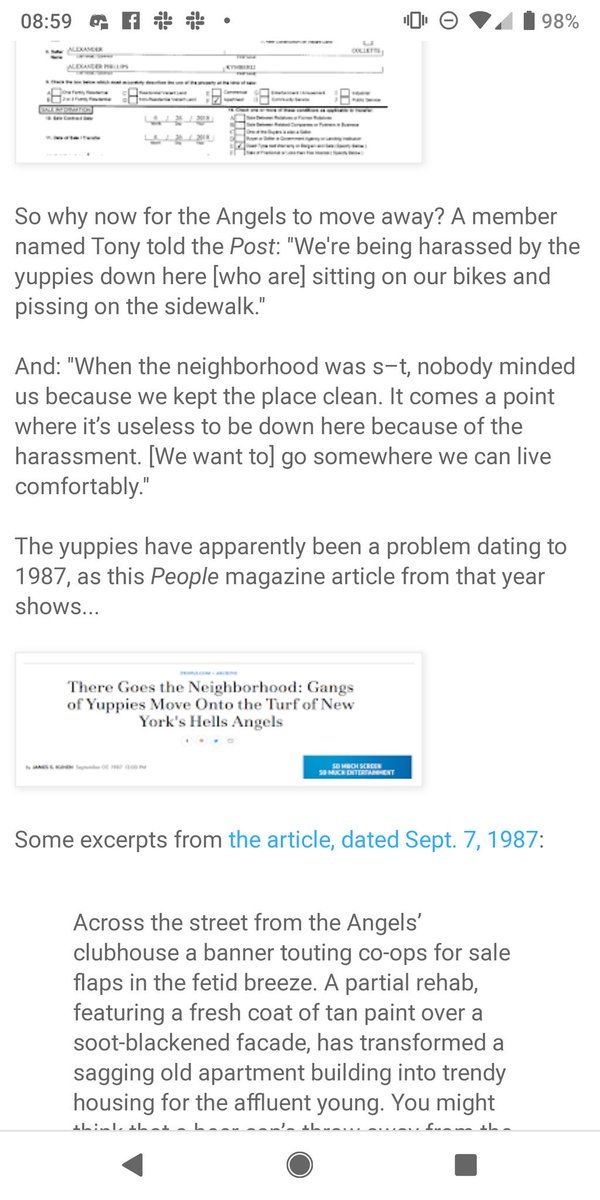 08:59
98%
ALEXANDER
COLLETTE
ALEXANDER PHILLIPS
KYMBERLI
SALE INFORMATION
So why now for the Angels to move away? A member
named Tony told the Post: "We're being harassed by the
yuppies down here [who are] sitting on our bikes and
pissing on the sidewalk."
And: "When the neighborhood was s–t, nobody minded
us because we kept the place clean. It comes a point
where it’s useless to be down here because of the
harassment. [We want to] go somewhere we can live
comfortably."
The yuppies have apparently been a problem dating to
1987, as this People magazine article from that year
shows...
There Goes the Neighborhood: Gangs
of Yuppies Move Onto the Turf of New
York's Hells Angels
SO MUCH SCREEN
SO MUCH ENTERTAINMENT
Some excerpts from the article, dated Sept. 7, 1987:
Across the street from the Angels’
clubhouse a banner touting co-ops for sale
flaps in the fetid breeze. A partial rehab,
featuring a fresh coat of tan paint over a
soot-blackened facade, has transformed a
sagging old apartment building into trendy
housing for the affluent young. You might